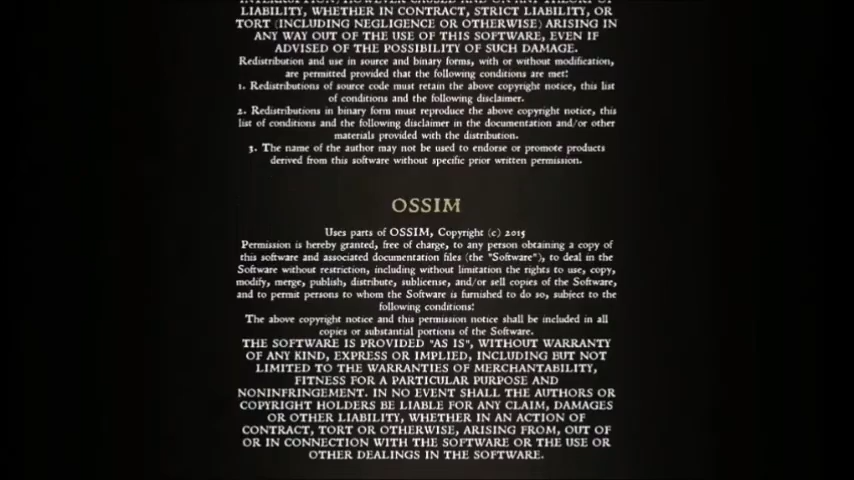 LIABILITY, WHETHER IN CONTRACT, STRICT LIABILITY, OR
TORT (INCLUDING NEGLIGENCE OR OTHERWISE) ARISING IN
ANY WAY OUT OF THE USE OF THIS SOFTWARE, EVEN IF
ADVISED OF THE POSSIBILITY OF SUCH DAMAGE.
Redistribution and use in source and binary forms, with or without modification,
are permitted provided that the following conditions are met:
1. Redistributions of source code must retain the above copyright notice, this list
of conditions and the following disclaimer.
2. Redistributions in binary form must reproduce the above copyright notice, this
list of conditions and the following disclaimer in the documentation and/or other
materials provided with the distribution.
3. The name of the author may not be used to endorse or promote products
derived from this software without specific prior written permission.
OSSIM
Uses parts of OSSIM, Copyright (c) 2015
Permission is hereby granted, free of charge, to any person obtaining a copy of
this software and associated documentation files (the "Software"), to deal in the
Software without restriction, including without limitation the rights to use, copy,
modify, merge, publish, distribute, sublicense, and/or sell copies of the Software,
and to permit persons to whom the Software is furnished to do so, subject to the
following conditions:
The above copyright notice and this permission notice shall be included in all
copies or substantial portions of the Software.
THE SOFTWARE IS PROVIDED "AS IS", WITHOUT WARRANTY
OF ANY KIND, EXPRESS OR IMPLIED, INCLUDING BUT NOT
LIMITED TO THE WARRANTIES OF MERCHANTABILITY,
FITNESS FOR A PARTICULAR PURPOSE AND
NONINFRINGEMENT. IN NO EVENT SHALL THE AUTHORS OR
COPYRIGHT HOLDERS BE LIABLE FOR ANY CLAIM, DAMAGES
OR OTHER LIABILITY, WHETHER IN AN ACTION OF
CONTRACT, TORT OR OTHERWISE, ARISING FROM, OUT OF
OR IN CONNECTION WITH THE SOFTWARE OR THE USE OR
OTHER DEALINGS IN THE SOFTWARE.